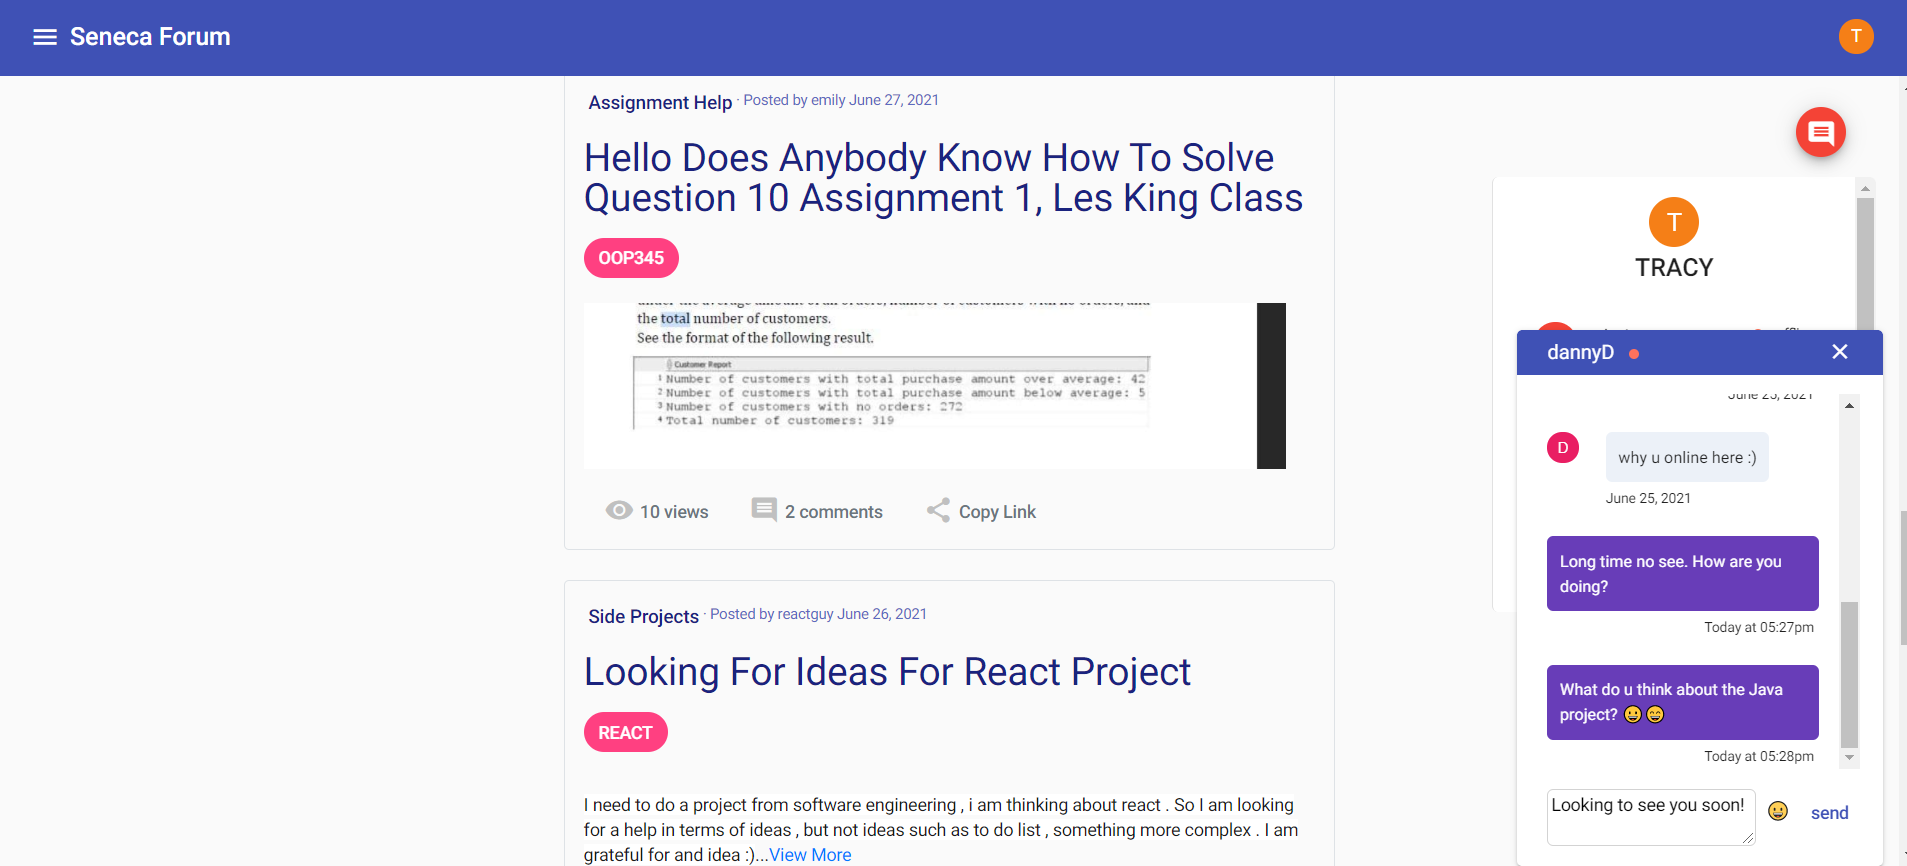 Seneca Forum
T
Assignment Help · Posted by emily June 27, 2021
Hello Does Anybody Know How To Solve
Question 10 Assignment 1, Les King Class
OOP345
the total number of customers.
See the format of the following result.
Customer Report
1 Number of customers with total purchase amount over average: 42
2 Number of customers with total purchase amount below average: 5
3 Number of customers with no orders: 272
4 Total number of customers: 319
10 views
2 comments
Copy Link
Side Projects · Posted by reactguy June 26, 2021
Looking For Ideas For React Project
REACT
I need to do a project from software engineering , i am thinking about react . So I am looking
for a help in terms of ideas , but not ideas such as to do list , something more complex . I am
grateful for and idea :)...View More
T
TRACY
dannyD
June 25, 2021
D
why u online here :)
June 25, 2021
Long time no see. How are you
doing?
Today at 05:27pm
What do u think about the Java
project? 😀😄
Today at 05:28pm
Looking to see you soon!
send